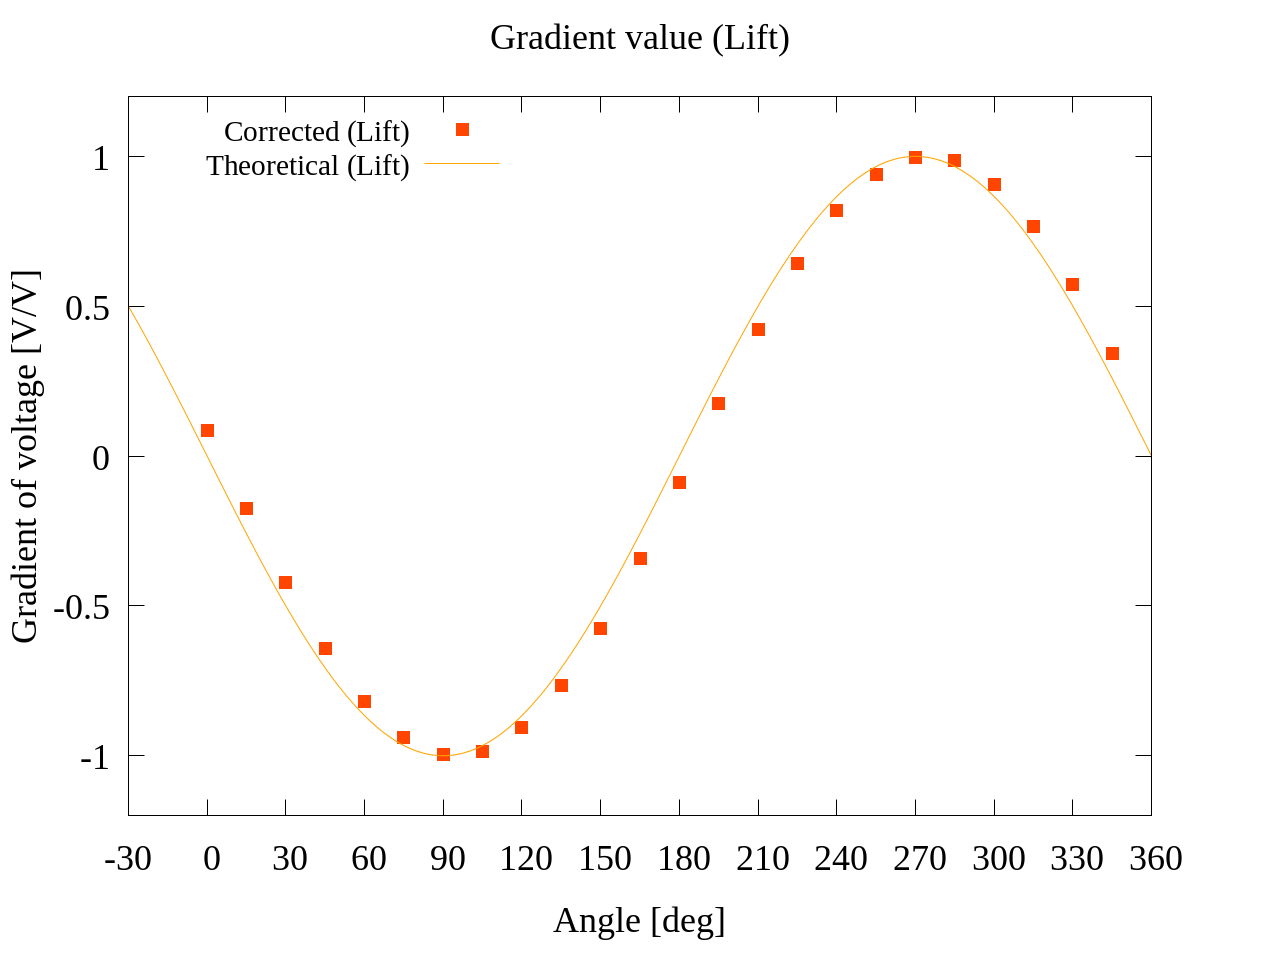 Gradient value (Lift)
Corrected (Lift)
Theoretical (Lift)
Gradient of voltage [V/V]
1
0.5
0
-0.5
-1
-30 0 30 60 90 120 150 180 210 240 270 300 330 360
Angle [deg]